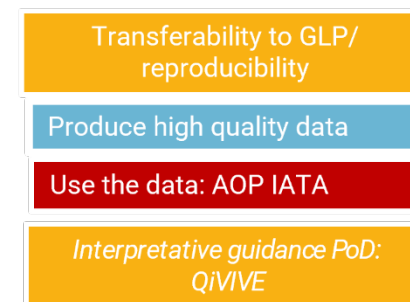 Transferability to GLP/
reproducibility
Produce high quality data
Use the data: AOP IATA
Interpretative guidance PoD:
QiVIVE